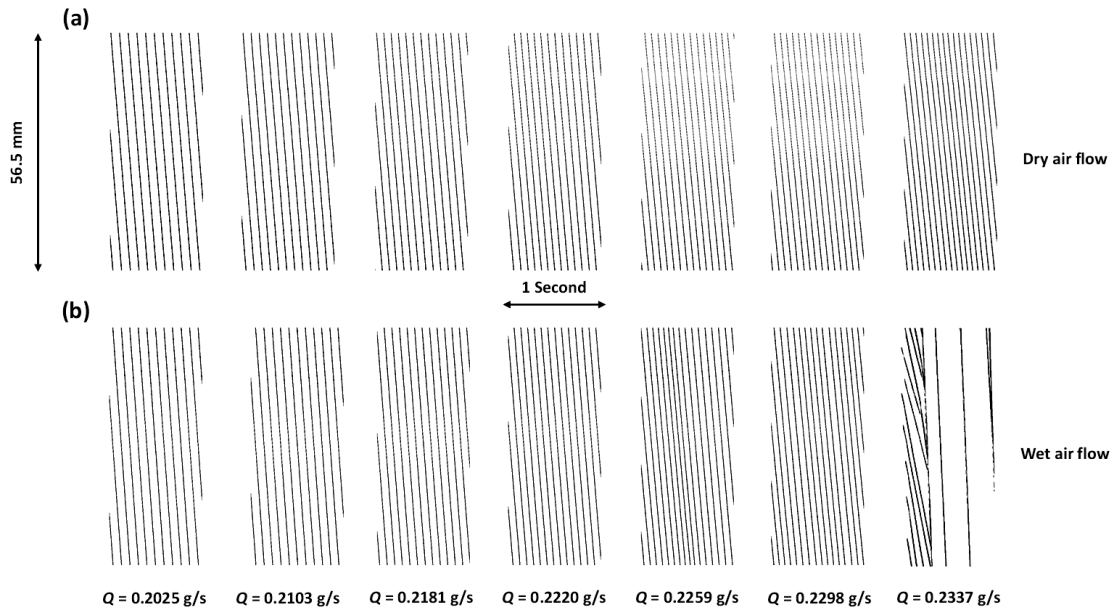 (a)
56.5 mm
Dry air flow
1 Second
(b)
Wet air flow
Q = 0.2025 g/s Q = 0.2103 g/s Q = 0.2181 g/s Q = 0.2220 g/s Q = 0.2259 g/s Q = 0.2298 g/s Q = 0.2337 g/s